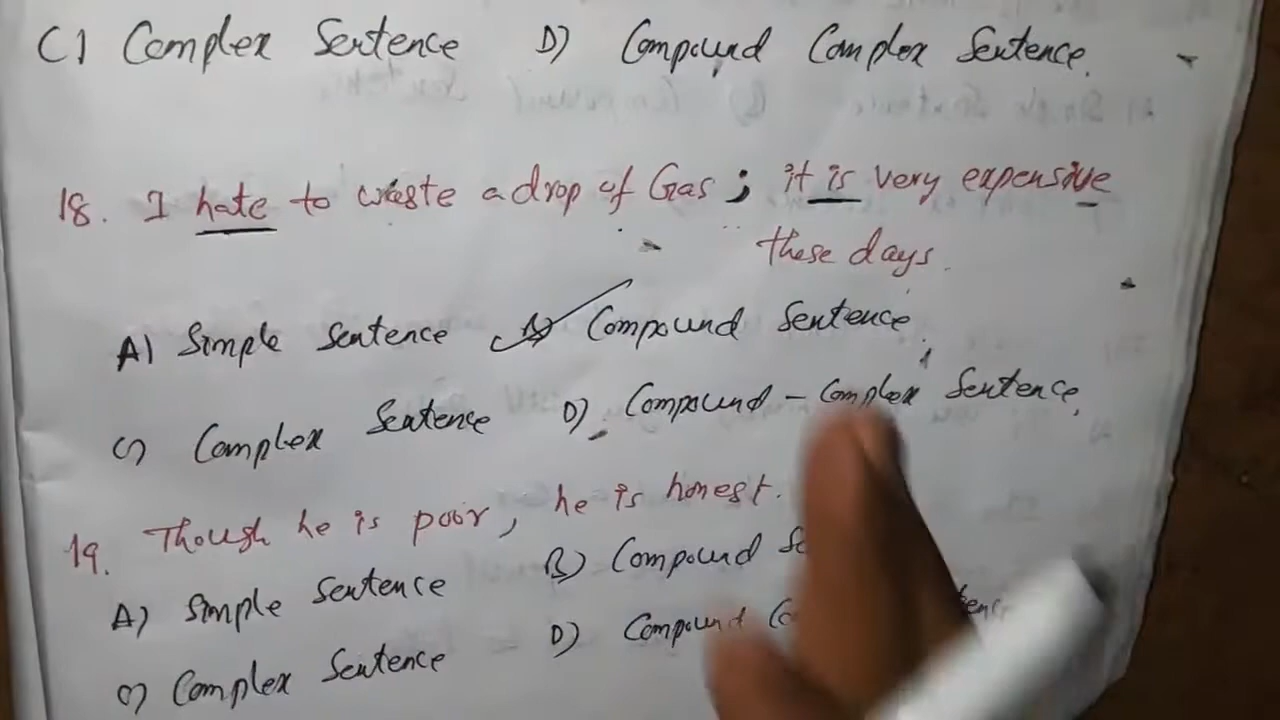 C) Complex Sentence D) Compound Complex Sentence.
18. I hate to waste a drop of Gas ; it is very expensive
these days.
A) Simple Sentence B) Compound Sentence
C) Complex Sentence D) Compound - Complex Sentence.
19. Though he is poor, he is honest.
A) Simple Sentence B) Compound
C) Complex Sentence D) Compound